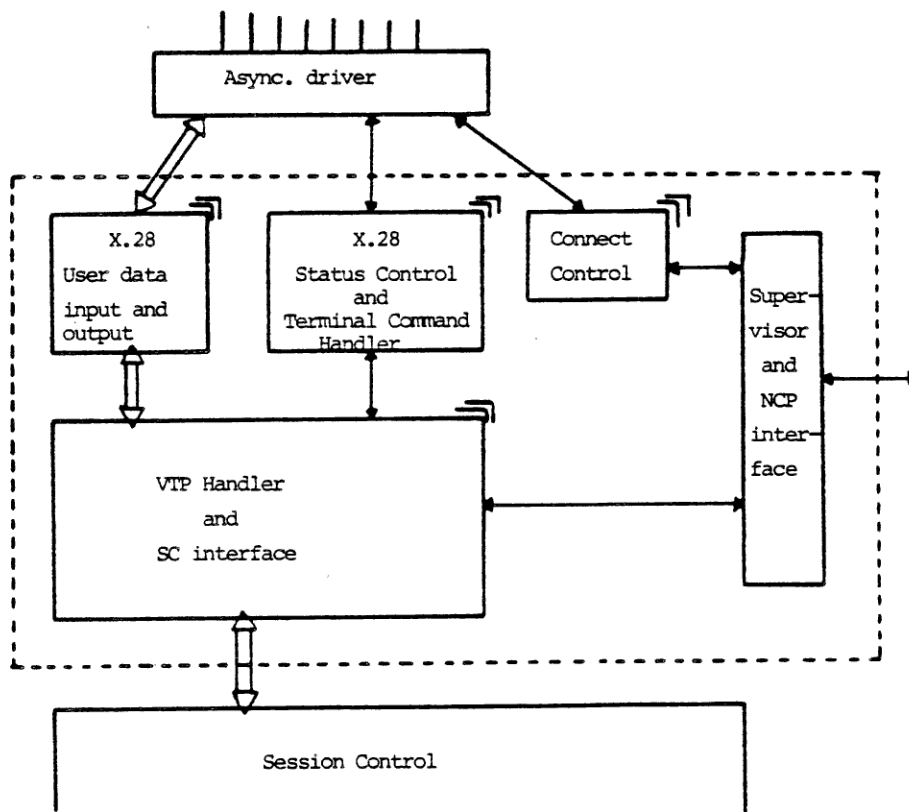 Async. driver
X.28
User data
input and
output
X.28
Status Control
and
Terminal Command
Handler
Connect
Control
Super-
visor
and
NCP
inter-
face
VTP Handler
and
SC interface
Session Control